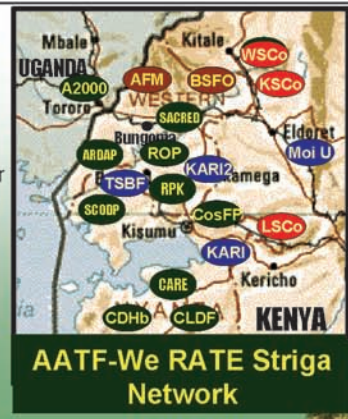 Mbale
Kitale
WSCo
UGANDA
AFM
BSFO
KSCo
A2000
WESTERN
Tororo
SACRED
Bungoma
Eldoret
ARDAP
ROP
Moi U
KARI2
TSBF
amega
RPK
SCODP
CosFP
LSCo
Kisumu
KARI
CARE
Kericho
CDHb
CLDF
KENYA
AATF-We RATE Striga
Network